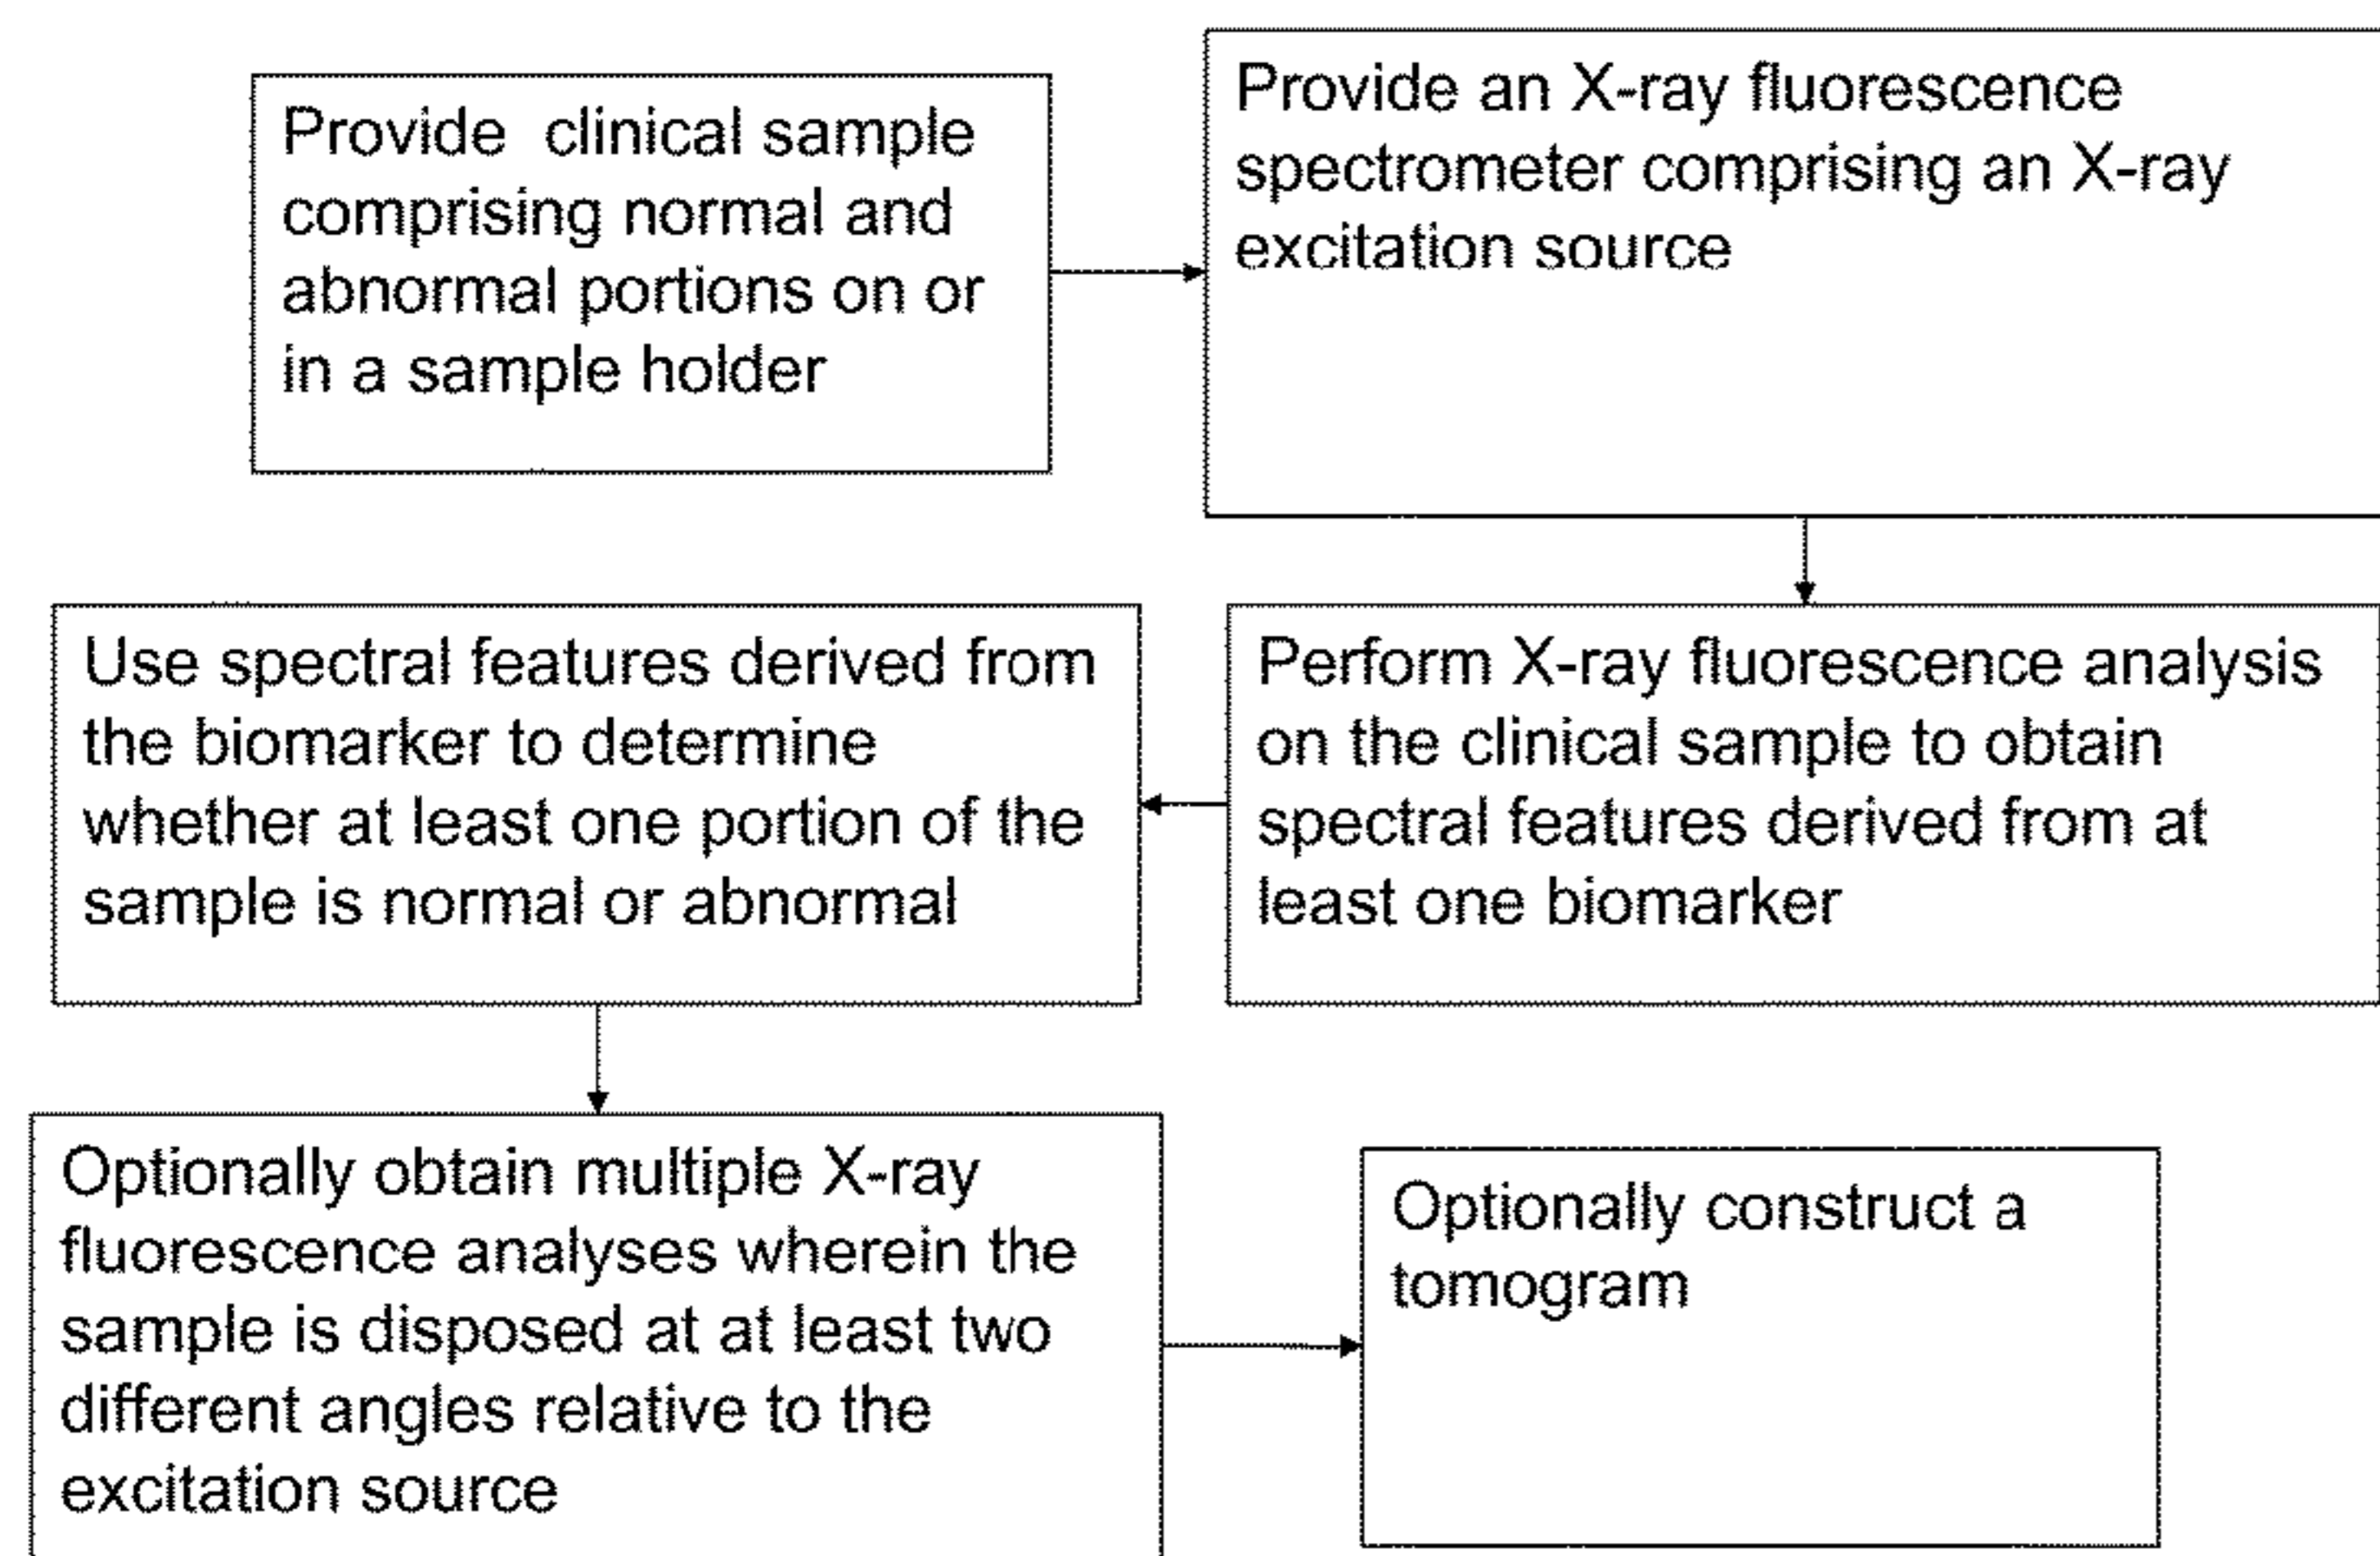 Provide clinical sample
comprising normal and
abnormal portions on or
in a sample holder
Provide an X-ray fluorescence
spectrometer comprising an X-ray
excitation source
Perform X-ray fluorescence analysis
on the clinical sample to obtain
spectral features derived from at
least one biomarker
Use spectral features derived from
the biomarker to determine
whether at least one portion of the
sample is normal or abnormal
Optionally obtain multiple X-ray
fluorescence analyses wherein the
sample is disposed at at least two
different angles relative to the
excitation source
Optionally construct a
tomogram